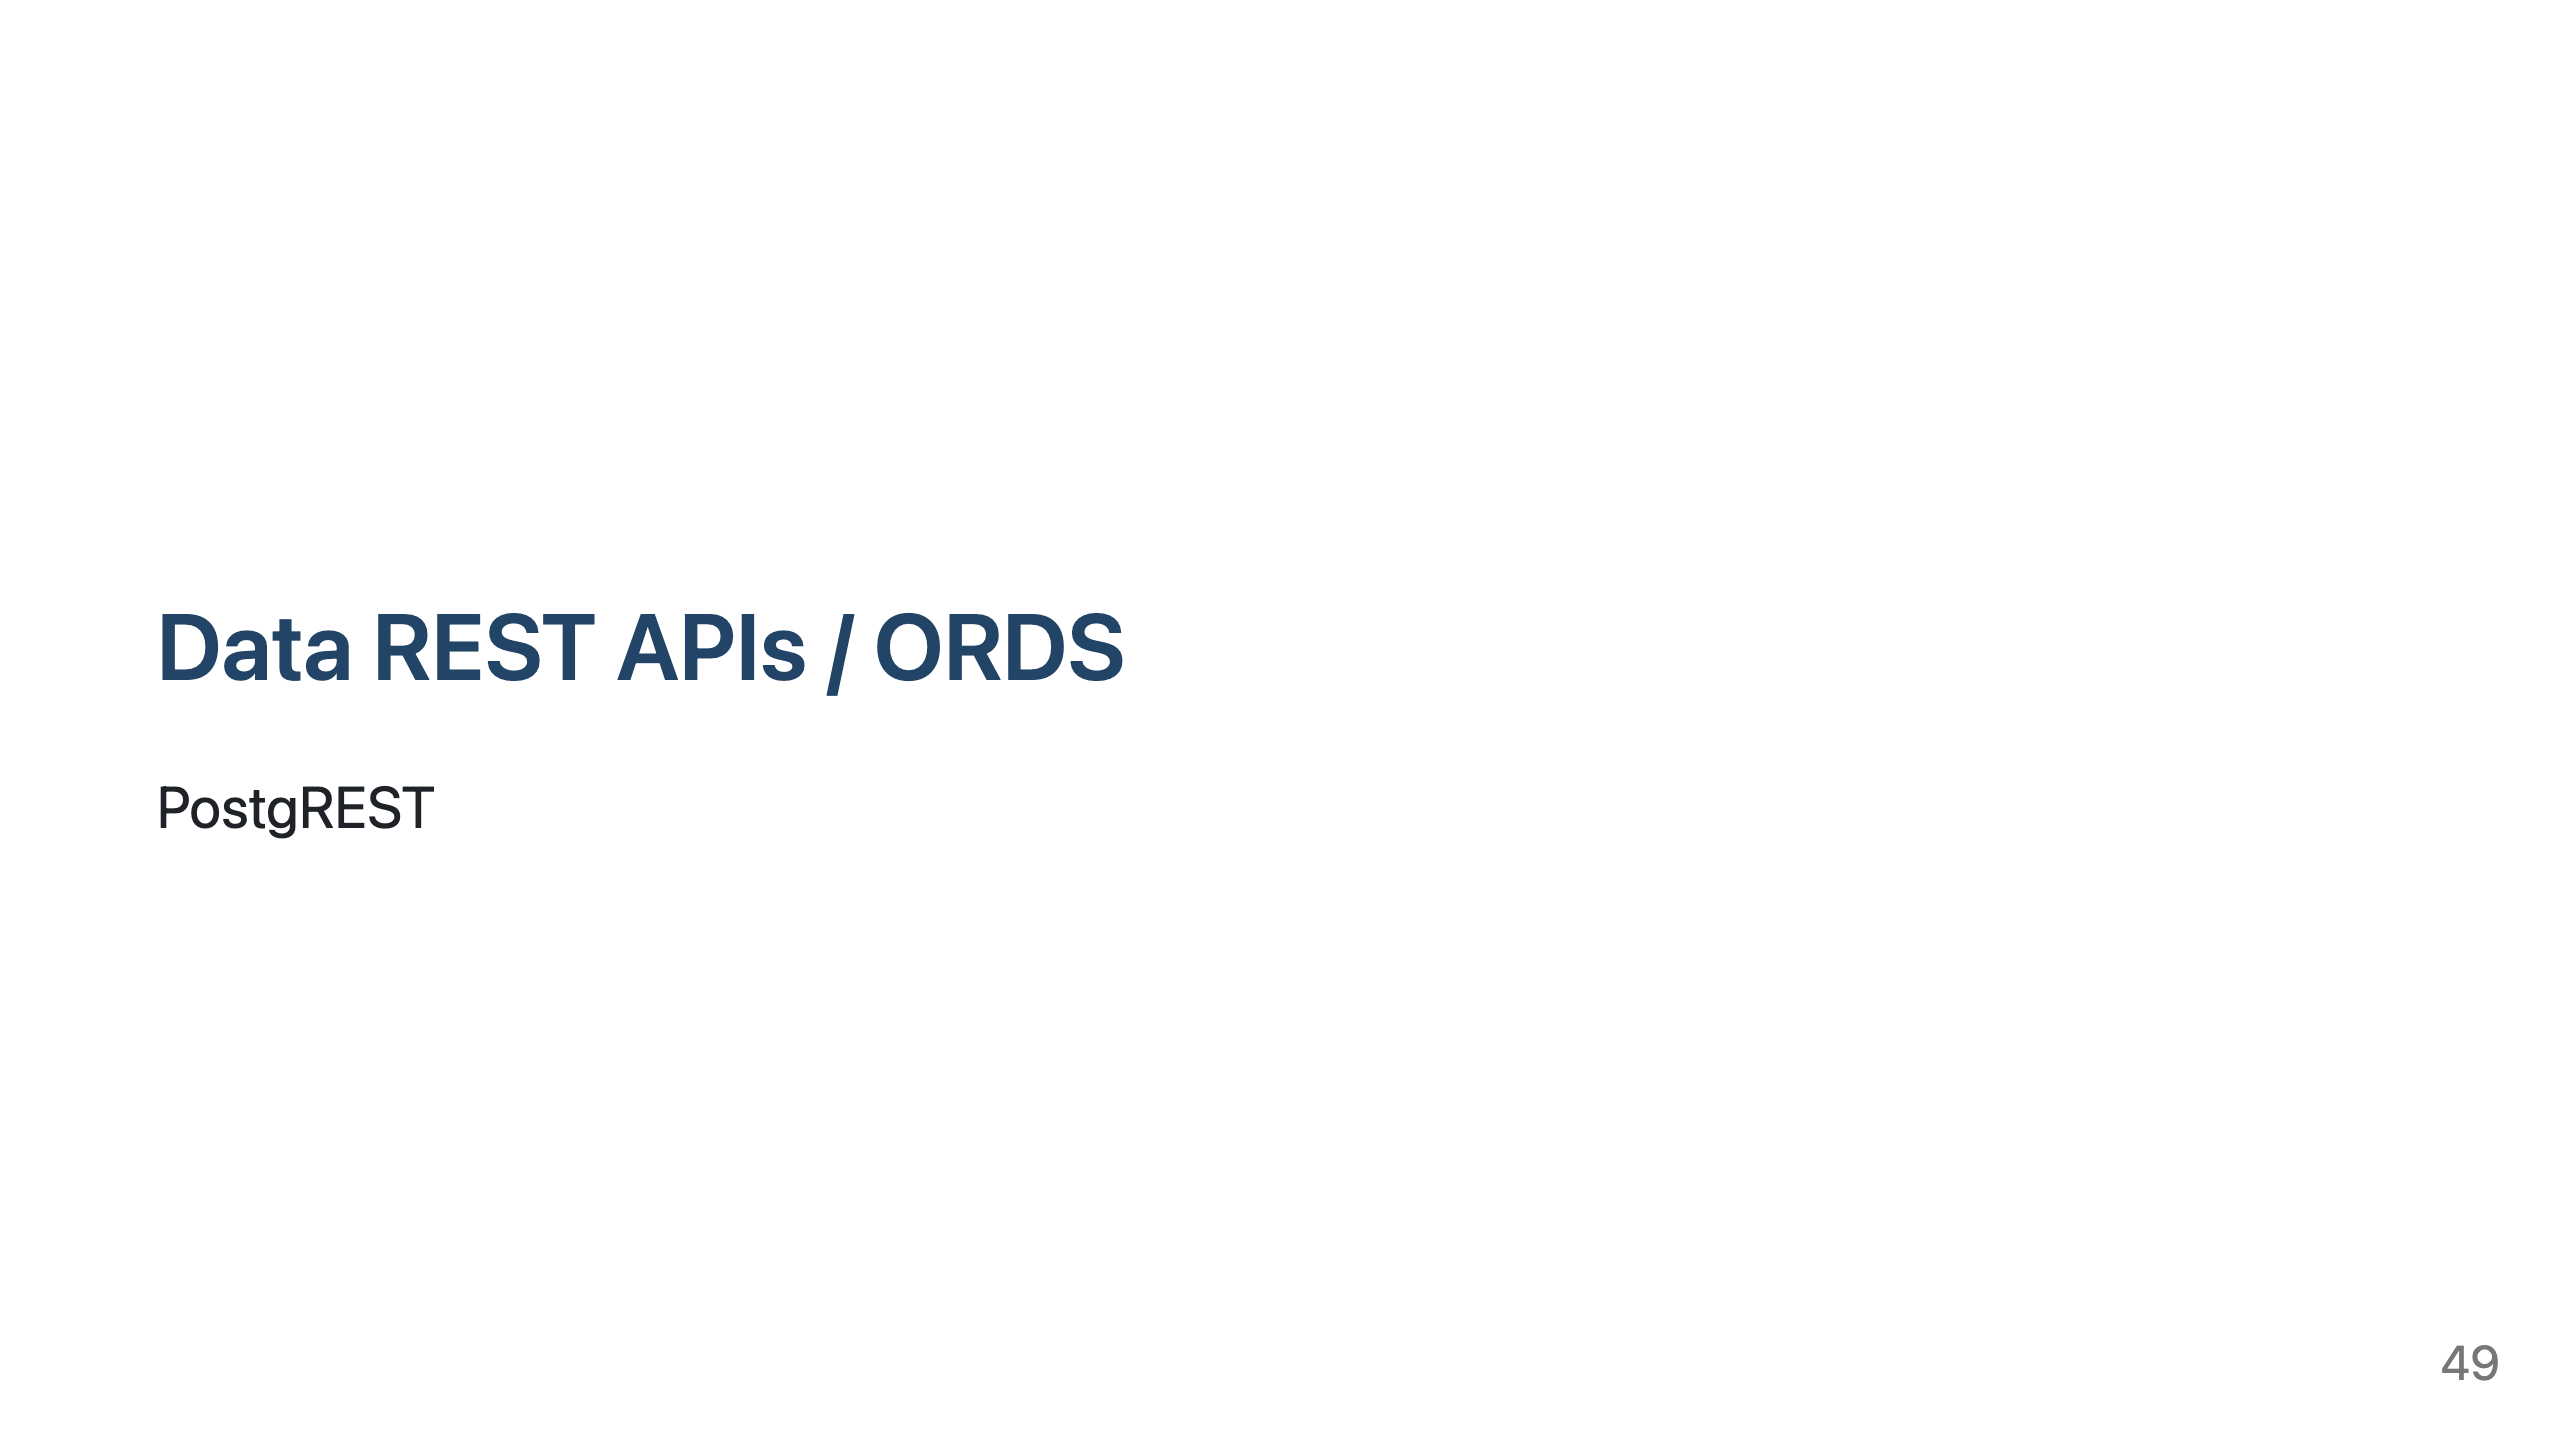 Data REST APIs / ORDS
PostgREST
49